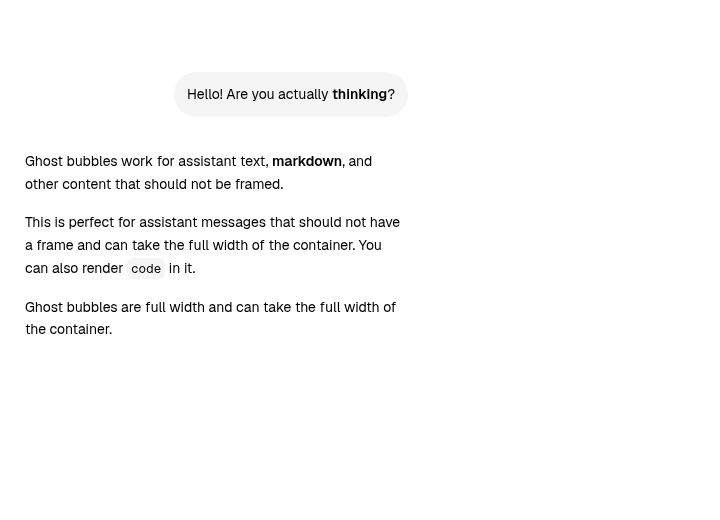 Hello! Are you actually thinking?
Ghost bubbles work for assistant text, markdown, and
other content that should not be framed.
This is perfect for assistant messages that should not have
a frame and can take the full width of the container. You
can also render code in it.
Ghost bubbles are full width and can take the full width of
the container.